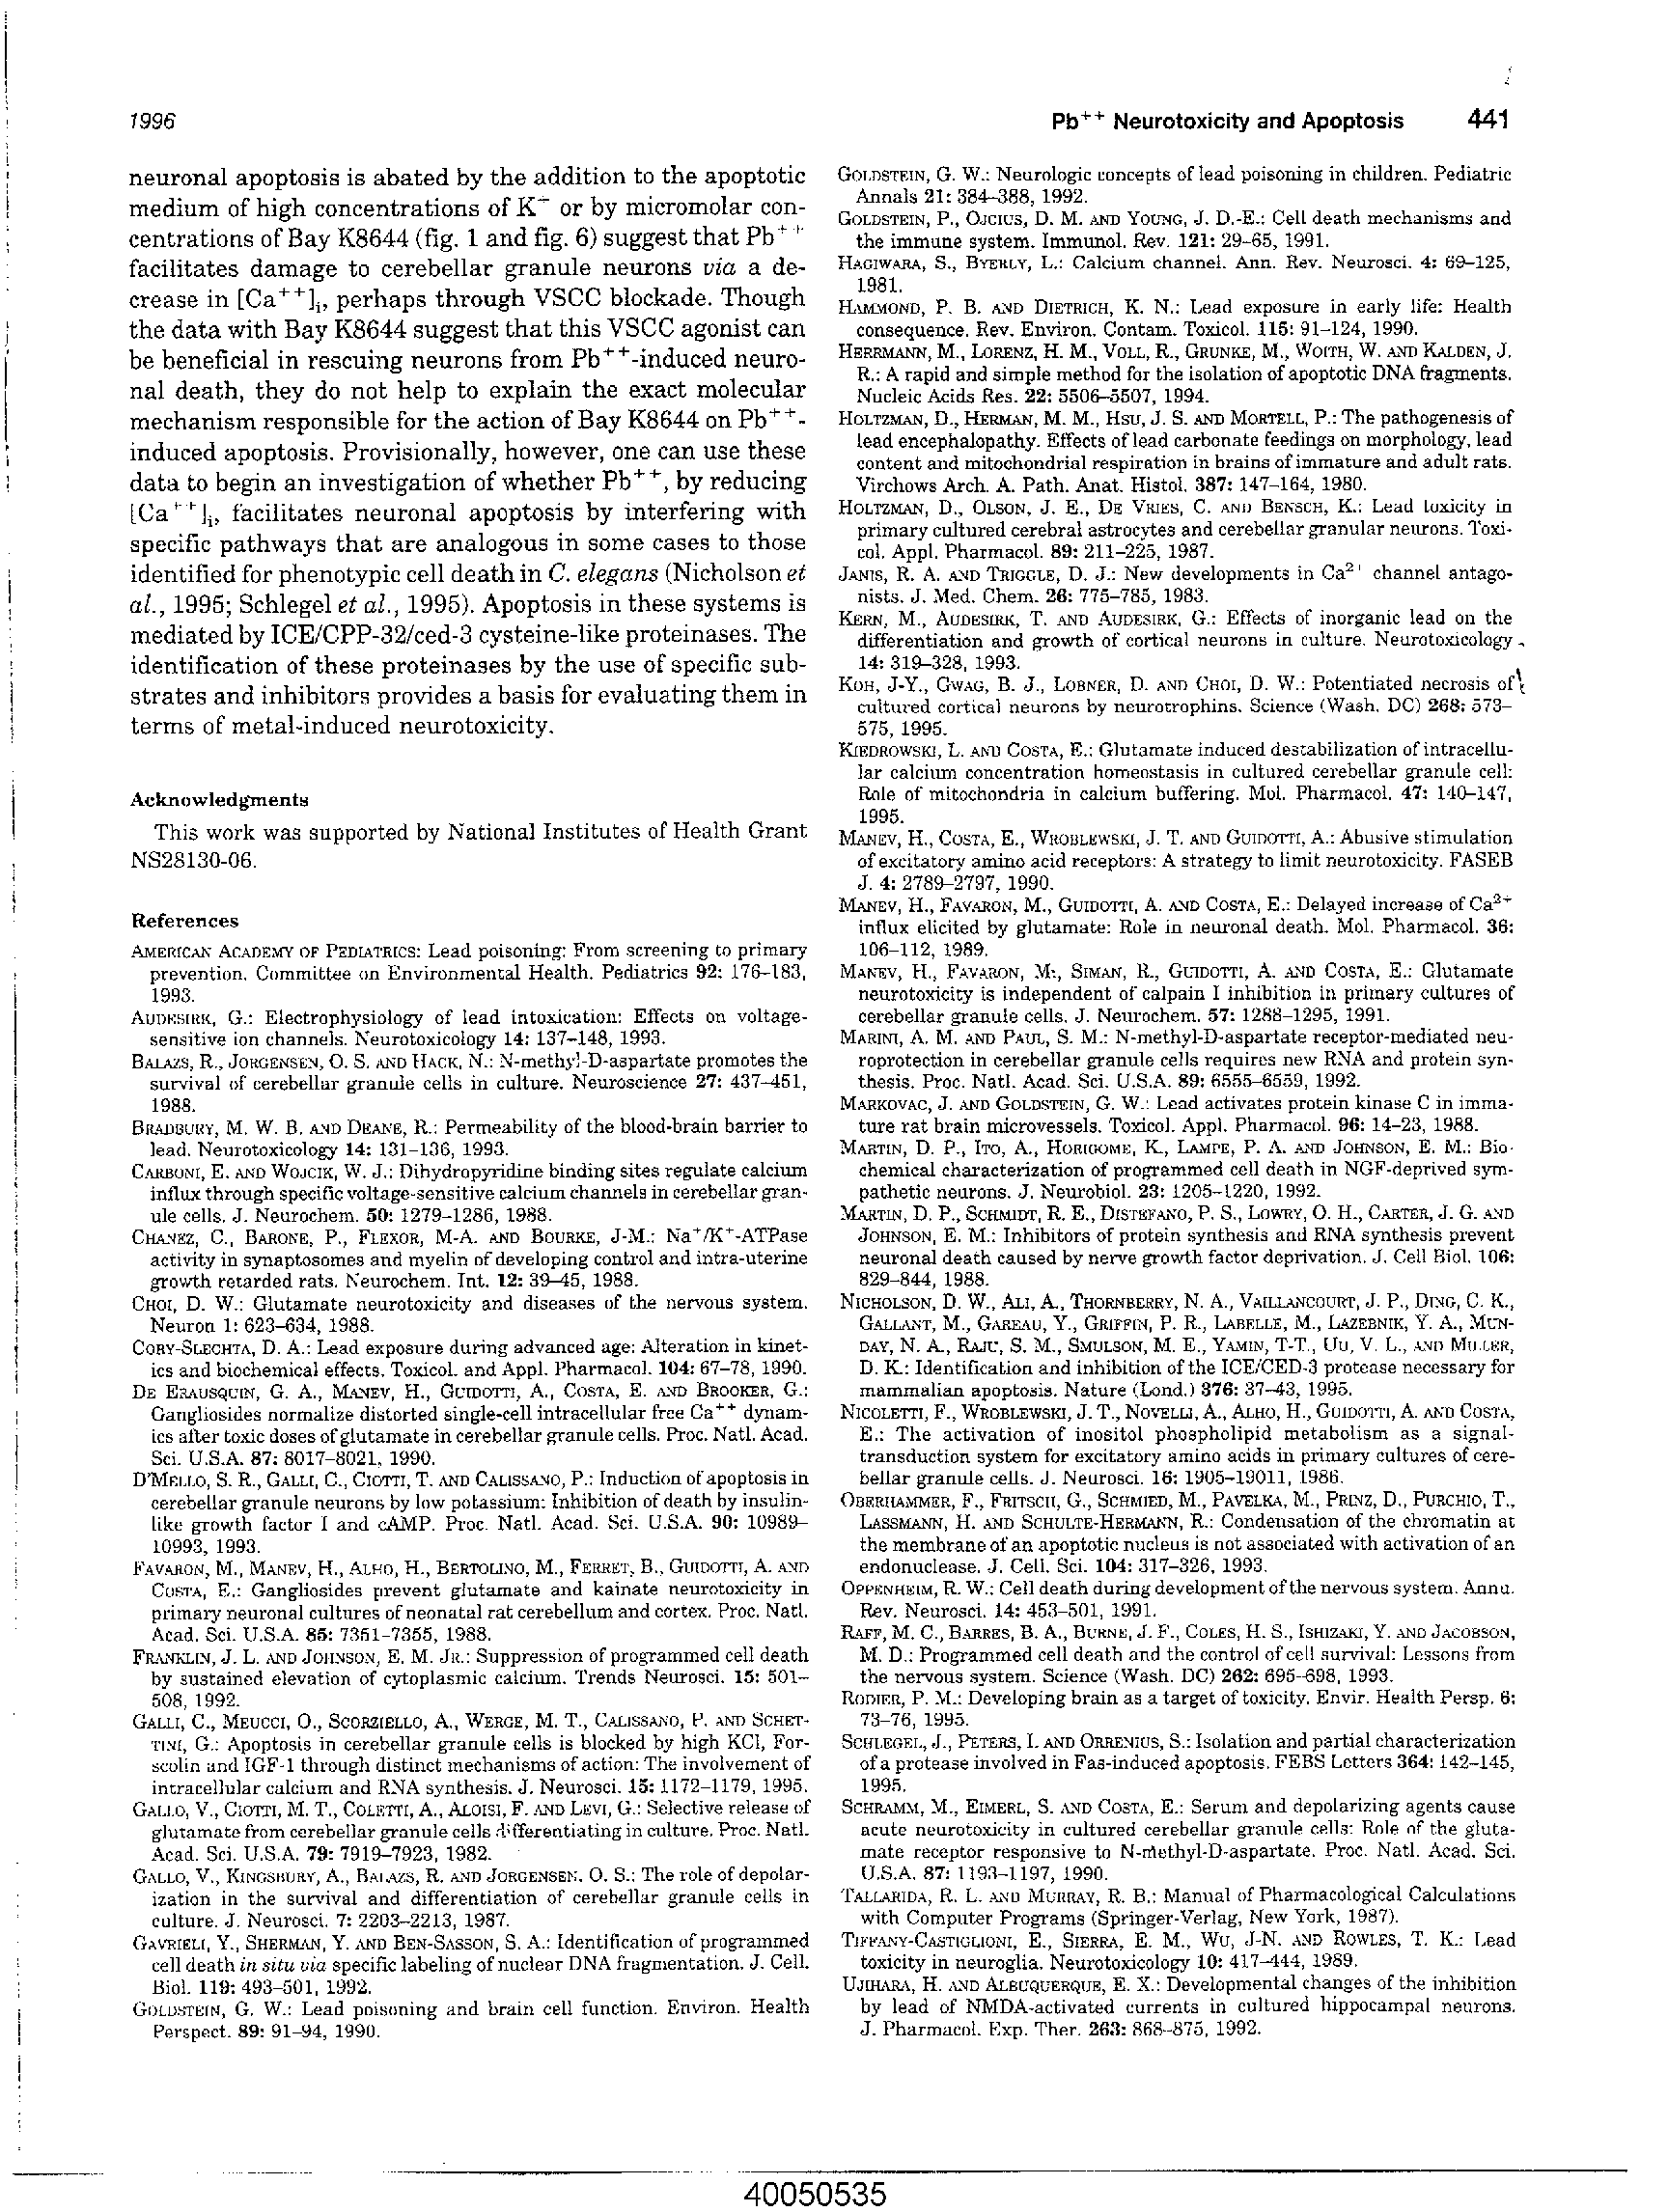 1996
Pb++ Neurotoxicity and Apoptosis 441
neuronal apoptosis is abated by the addition to the apoptotic
medium of high concentrations of K+ or by micromolar con-
centrations of Bay K8644 (fig. 1 and fig. 6) suggest that Pb++
facilitates damage to cerebellar granule neurons via a de-
crease in [Ca++]i, perhaps through VSCC blockade. Though
the data with Bay K8644 suggest that this VSCC agonist can
be beneficial in rescuing neurons from Pb++-induced neuro-
nal death, they do not help to explain the exact molecular
mechanism responsible for the action of Bay K8644 on Pb++-
induced apoptosis. Provisionally, however, one can use these
data to begin an investigation of whether Pb++, by reducing
[Ca++]i, facilitates neuronal apoptosis by interfering with
specific pathways that are analogous in some cases to those
identified for phenotypic cell death in C. elegans (Nicholson et
al., 1995; Schlegel et al., 1995). Apoptosis in these systems is
mediated by ICE/CPP-32/ced-3 cysteine-like proteinases. The
identification of these proteinases by the use of specific sub-
strates and inhibitors provides a basis for evaluating them in
terms of metal-induced neurotoxicity.
Acknowledgments
This work was supported by National Institutes of Health Grant
NS28130-06.
References
AMERICAN ACADEMY OF PEDIATRICS: Lead poisoning: From screening to primary
prevention. Committee on Environmental Health. Pediatrics 92: 176–183,
1993.
AUDESIRK, G.: Electrophysiology of lead intoxication: Effects on voltage-
sensitive ion channels. Neurotoxicology 14: 137–148, 1993.
BALAZS, R., JORGENSEN, O. S. AND HACK, N.: N-methyl-D-aspartate promotes the
survival of cerebellar granule cells in culture. Neuroscience 27: 437–451,
1988.
BRADBURY, M. W. B. AND DEANE, R.: Permeability of the blood-brain barrier to
lead. Neurotoxicology 14: 131–136, 1993.
CARBONI, E. AND WOJCIK, W. J.: Dihydropyridine binding sites regulate calcium
influx through specific voltage-sensitive calcium channels in cerebellar gran-
ule cells. J. Neurochem. 50: 1279–1286, 1988.
CHANEZ, C., BARONE, P., FLEXOR, M-A. AND BOURKE, J-M.: Na+/K+-ATPase
activity in synaptosomes and myelin of developing control and intra-uterine
growth retarded rats. Neurochem. Int. 12: 39–45, 1988.
CHOI, D. W.: Glutamate neurotoxicity and diseases of the nervous system.
Neuron 1: 623–634, 1988.
CORY-SLECHTA, D. A.: Lead exposure during advanced age: Alteration in kinet-
ics and biochemical effects. Toxicol. and Appl. Pharmacol. 104: 67–78, 1990.
DE ERAUSQUIN, G. A., MANEV, H., GUIDOTTI, A., COSTA, E. AND BROOKER, G.:
Gangliosides normalize distorted single-cell intracellular free Ca++ dynam-
ics after toxic doses of glutamate in cerebellar granule cells. Proc. Natl. Acad.
Sci. U.S.A. 87: 8017–8021, 1990.
D'MELLO, S. R., GALLI, C., CIOTTI, T. AND CALISSANO, P.: Induction of apoptosis in
cerebellar granule neurons by low potassium: Inhibition of death by insulin-
like growth factor I and cAMP. Proc. Natl. Acad. Sci. U.S.A. 90: 10989–
10993, 1993.
FAVARON, M., MANEV, H., ALHO, H., BERTOLINO, M., FERRET, B., GUIDOTTI, A. AND
COSTA, E.: Gangliosides prevent glutamate and kainate neurotoxicity in
primary neuronal cultures of neonatal rat cerebellum and cortex. Proc. Natl.
Acad. Sci. U.S.A. 85: 7351–7355, 1988.
FRANKLIN, J. L. AND JOHNSON, E. M. JR.: Suppression of programmed cell death
by sustained elevation of cytoplasmic calcium. Trends Neurosci. 15: 501–
508, 1992.
GALLI, C., MEUCCI, O., SCORZIELLO, A., WERGE, M. T., CALISSANO, P. AND SCHET-
TINI, G.: Apoptosis in cerebellar granule cells is blocked by high KCl, For-
scolin and IGF-1 through distinct mechanisms of action: The involvement of
intracellular calcium and RNA synthesis. J. Neurosci. 15: 1172–1179, 1995.
GALLO, V., CIOTTI, M. T., COLETTI, A., ALOISI, F. AND LEVI, G.: Selective release of
glutamate from cerebellar granule cells differentiating in culture. Proc. Natl.
Acad. Sci. U.S.A. 79: 7919–7923, 1982.
GALLO, V., KINGSBURY, A., BALAZS, R. AND JORGENSEN. O. S.: The role of depolar-
ization in the survival and differentiation of cerebellar granule cells in
culture. J. Neurosci. 7: 2203–2213, 1987.
GAVRIELI, Y., SHERMAN, Y. AND BEN-SASSON, S. A.: Identification of programmed
cell death in situ via specific labeling of nuclear DNA fragmentation. J. Cell.
Biol. 119: 493–501, 1992.
GOLDSTEIN, G. W.: Lead poisoning and brain cell function. Environ. Health
Perspect. 89: 91–94, 1990.
GOLDSTEIN, G. W.: Neurologic concepts of lead poisoning in children. Pediatric
Annals 21: 384–388, 1992.
GOLDSTEIN, P., OJCIUS, D. M. AND YOUNG, J. D.-E.: Cell death mechanisms and
the immune system. Immunol. Rev. 121: 29–65, 1991.
HAGIWARA, S., BYERLY, L.: Calcium channel. Ann. Rev. Neurosci. 4: 69–125,
1981.
HAMMOND, P. B. AND DIETRICH, K. N.: Lead exposure in early life: Health
consequence. Rev. Environ. Contam. Toxicol. 115: 91–124, 1990.
HERRMANN, M., LORENZ, H. M., VOLL, R., GRUNKE, M., WOITH, W. AND KALDEN, J.
R.: A rapid and simple method for the isolation of apoptotic DNA fragments.
Nucleic Acids Res. 22: 5506–5507, 1994.
HOLTZMAN, D., HERMAN, M. M., HSU, J. S. AND MORTELL, P.: The pathogenesis of
lead encephalopathy. Effects of lead carbonate feedings on morphology, lead
content and mitochondrial respiration in brains of immature and adult rats.
Virchows Arch. A. Path. Anat. Histol. 387: 147–164, 1980.
HOLTZMAN, D., OLSON, J. E., DE VRIES, C. AND BENSCH, K.: Lead toxicity in
primary cultured cerebral astrocytes and cerebellar granular neurons. Toxi-
col. Appl. Pharmacol. 89: 211–225, 1987.
JANIS, R. A. AND TRIGGLE, D. J.: New developments in Ca2+ channel antago-
nists. J. Med. Chem. 26: 775–785, 1983.
KERN, M., AUDESIRK, T. AND AUDESIRK, G.: Effects of inorganic lead on the
differentiation and growth of cortical neurons in culture. Neurotoxicology
14: 319–328, 1993.
KOH, J-Y., GWAG, B. J., LOBNER, D. AND CHOI, D. W.: Potentiated necrosis of
cultured cortical neurons by neurotrophins. Science (Wash. DC) 268: 573–
575, 1995.
KIEDROWSKI, L. AND COSTA, E.: Glutamate induced destabilization of intracellu-
lar calcium concentration homeostasis in cultured cerebellar granule cell:
Role of mitochondria in calcium buffering. Mol. Pharmacol. 47: 140–147,
1995.
MANEV, H., COSTA, E., WROBLEWSKI, J. T. AND GUIDOTTI, A.: Abusive stimulation
of excitatory amino acid receptors: A strategy to limit neurotoxicity. FASEB
J. 4: 2789–2797, 1990.
MANEV, H., FAVARON, M., GUIDOTTI, A. AND COSTA, E.: Delayed increase of Ca2+
influx elicited by glutamate: Role in neuronal death. Mol. Pharmacol. 36:
106–112, 1989.
MANEV, H., FAVARON, M., SIMAN, R., GUIDOTTI, A. AND COSTA, E.: Glutamate
neurotoxicity is independent of calpain I inhibition in primary cultures of
cerebellar granule cells. J. Neurochem. 57: 1288–1295, 1991.
MARINI, A. M. AND PAUL, S. M.: N-methyl-D-aspartate receptor-mediated neu-
roprotection in cerebellar granule cells requires new RNA and protein syn-
thesis. Proc. Natl. Acad. Sci. U.S.A. 89: 6555–6559, 1992.
MARKOVAC, J. AND GOLDSTEIN, G. W.: Lead activates protein kinase C in imma-
ture rat brain microvessels. Toxicol. Appl. Pharmacol. 96: 14–23, 1988.
MARTIN, D. P., ITO, A., HORIGOME, K., LAMPE, P. A. AND JOHNSON, E. M.: Bio-
chemical characterization of programmed cell death in NGF-deprived sym-
pathetic neurons. J. Neurobiol. 23: 1205–1220, 1992.
MARTIN, D. P., SCHMIDT, R. E., DISTEFANO, P. S., LOWRY, O. H., CARTER, J. G. AND
JOHNSON, E. M.: Inhibitors of protein synthesis and RNA synthesis prevent
neuronal death caused by nerve growth factor deprivation. J. Cell Biol. 106:
829–844, 1988.
NICHOLSON, D. W., ALI, A., THORNBERRY, N. A., VAILLANCOURT, J. P., DING, C. K.,
GALLANT, M., GAREAU, Y., GRIFFIN, P. R., LABELLE, M., LAZEBNIK, Y. A., MUN-
DAY, N. A., RAJU, S. M., SMULSON, M. E., YAMIN, T-T., UU, V. L., AND MILLER,
D. K.: Identification and inhibition of the ICE/CED-3 protease necessary for
mammalian apoptosis. Nature (Lond.) 376: 37–43, 1995.
NICOLETTI, F., WROBLEWSKI, J. T., NOVELLI, A., ALHO, H., GUIDOTTI, A. AND COSTA,
E.: The activation of inositol phospholipid metabolism as a signal-
transduction system for excitatory amino acids in primary cultures of cere-
bellar granule cells. J. Neurosci. 16: 1905–19011, 1986.
OBERHAMMER, F., FRITSCH, G., SCHMIED, M., PAVELKA, M., PRINZ, D., PURCHIO, T.,
LASSMANN, H. AND SCHULTE-HERMANN, R.: Condensation of the chromatin at
the membrane of an apoptotic nucleus is not associated with activation of an
endonuclease. J. Cell. Sci. 104: 317–326, 1993.
OPPENHEIM, R. W.: Cell death during development of the nervous system. Annu.
Rev. Neurosci. 14: 453–501, 1991.
RAFF, M. C., BARRES, B. A., BURNE, J. F., COLES, H. S., ISHIZAKI, Y. AND JACOBSON,
M. D.: Programmed cell death and the control of cell survival: Lessons from
the nervous system. Science (Wash. DC) 262: 695–698, 1993.
RODIER, P. M.: Developing brain as a target of toxicity. Envir. Health Persp. 6:
73–76, 1995.
SCHLEGEL, J., PETERS, I. AND ORRENIUS, S.: Isolation and partial characterization
of a protease involved in Fas-induced apoptosis. FEBS Letters 364: 142–145,
1995.
SCHRAMM, M., EIMERL, S. AND COSTA, E.: Serum and depolarizing agents cause
acute neurotoxicity in cultured cerebellar granule cells: Role of the gluta-
mate receptor responsive to N-methyl-D-aspartate. Proc. Natl. Acad. Sci.
U.S.A. 87: 1193–1197, 1990.
TALLARIDA, R. L. AND MURRAY, R. B.: Manual of Pharmacological Calculations
with Computer Programs (Springer-Verlag, New York, 1987).
TIFFANY-CASTIGLIONI, E., SIERRA, E. M., WU, J-N. AND ROWLES, T. K.: Lead
toxicity in neuroglia. Neurotoxicology 10: 417–444, 1989.
UJIHARA, H. AND ALBUQUERQUE, E. X.: Developmental changes of the inhibition
by lead of NMDA-activated currents in cultured hippocampal neurons.
J. Pharmacol. Exp. Ther. 263: 868–875, 1992.
40050535